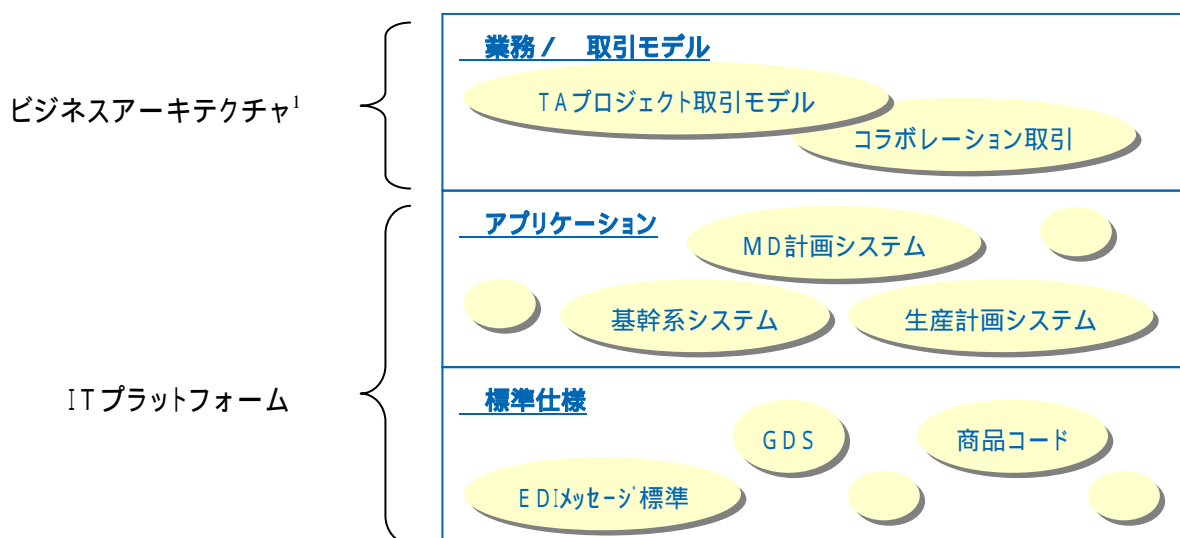 業務/ 取引モデル
TAプロジェクト取引モデル
ビジネスアーキテクチャ1
コラボレーション取引
アプリケーション
MD計画システム
基幹系システム
生産計画システム
ITプラットフォーム
標準仕様
GDS
商品コード
EDIメッセージ標準